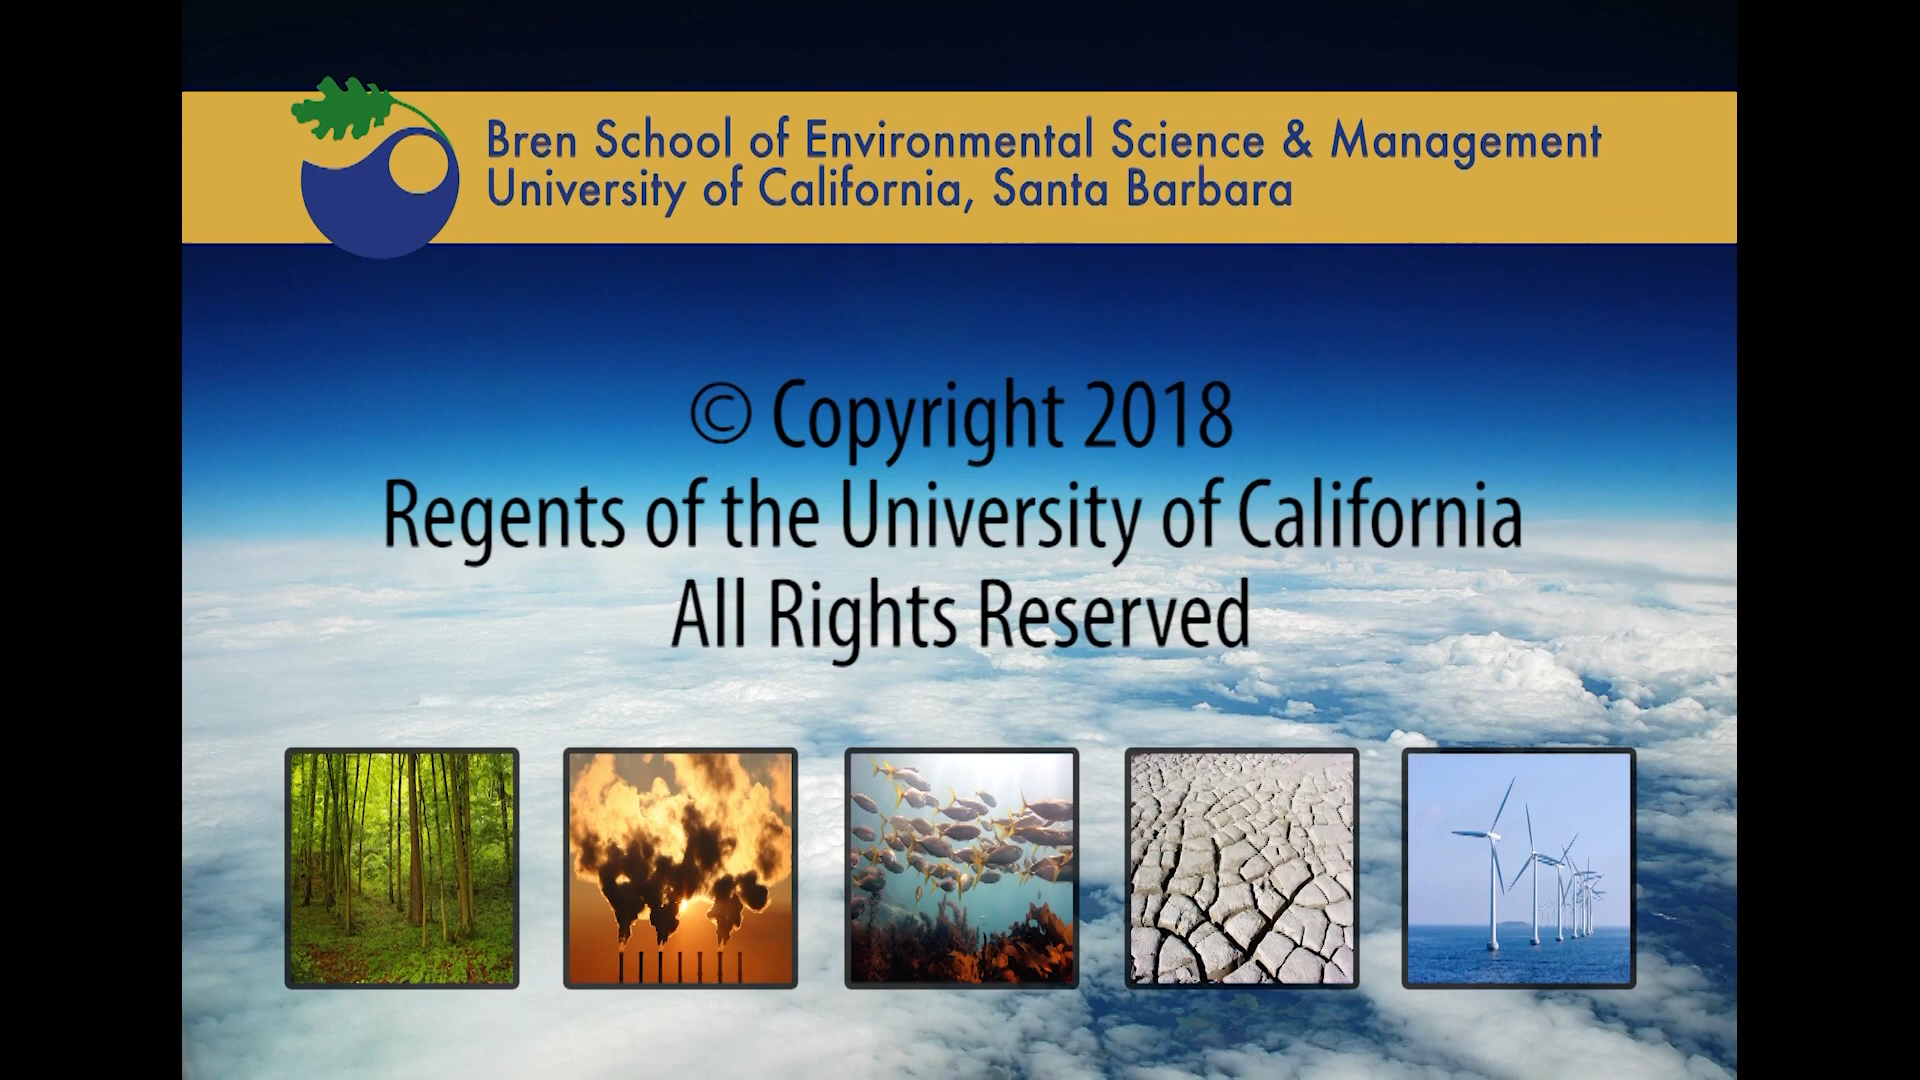 Bren School of Environmental Science & Management
University of California, Santa Barbara
© Copyright 2018
Regents of the University of California
All Rights Reserved